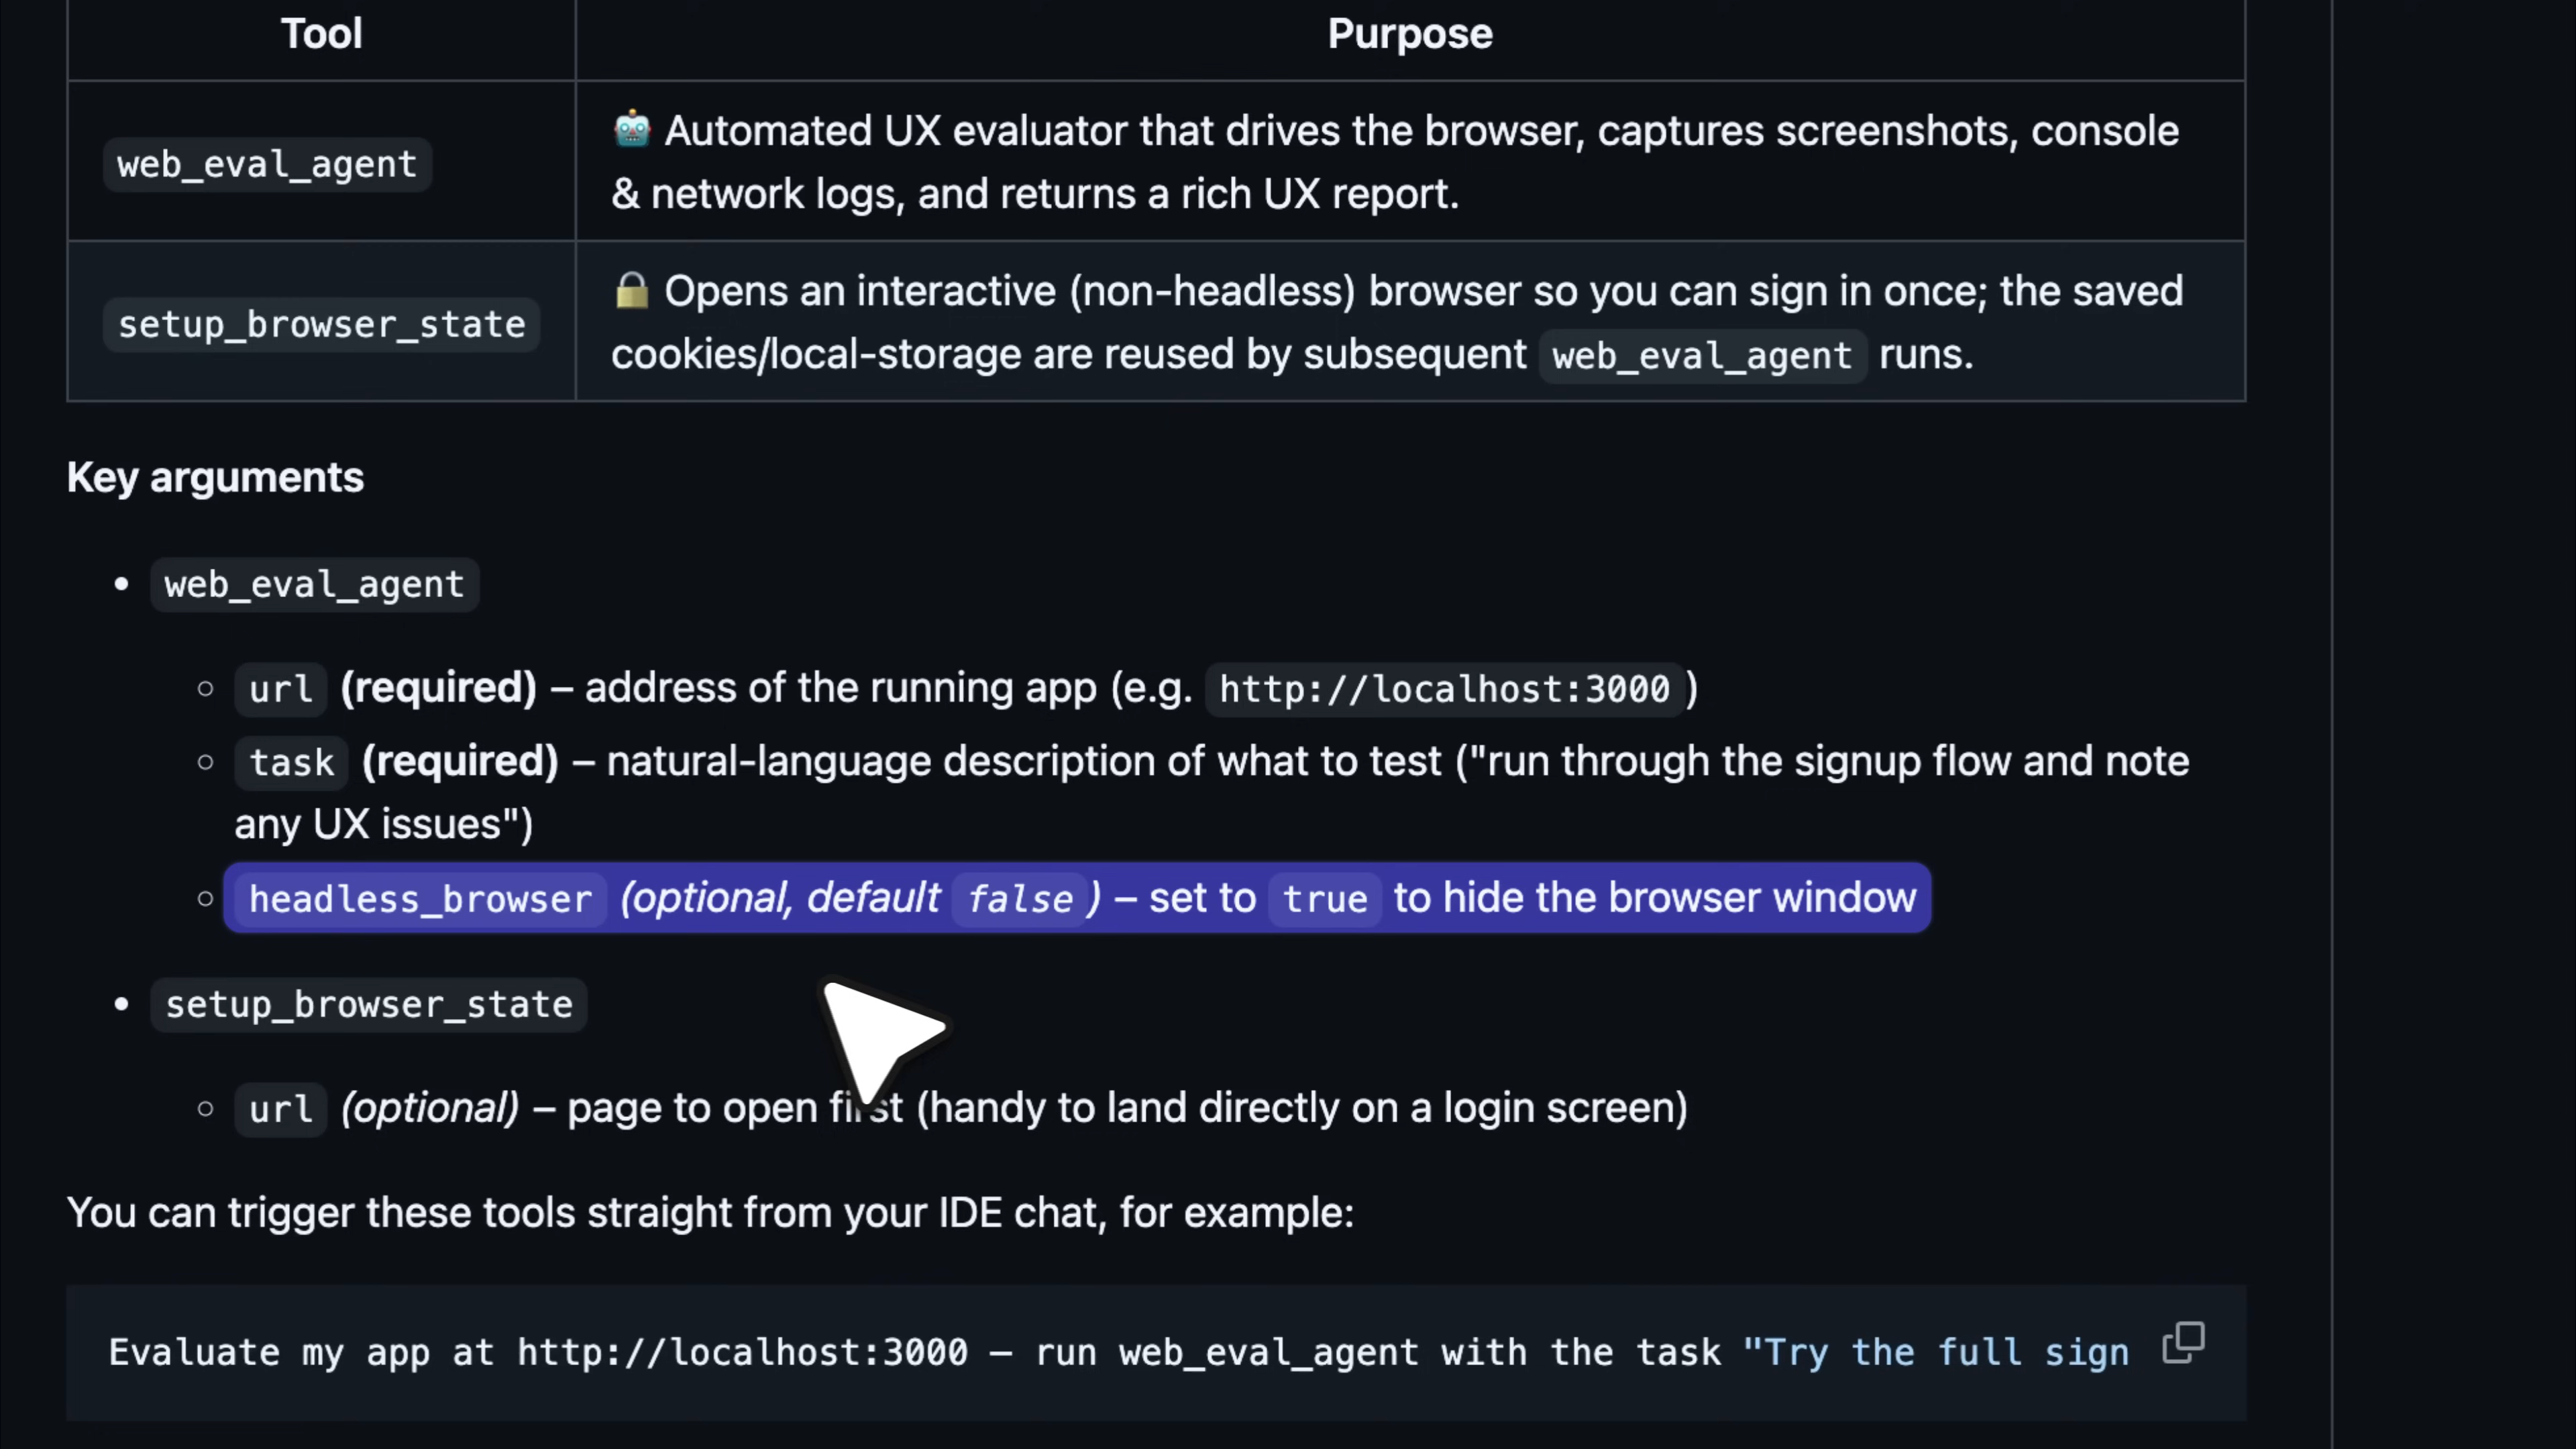 Tool
Purpose
web_eval_agent
🤖 Automated UX evaluator that drives the browser, captures screenshots, console
& network logs, and returns a rich UX report.
setup_browser_state
🔒 Opens an interactive (non-headless) browser so you can sign in once; the saved
cookies/local-storage are reused by subsequent web_eval_agent runs.
Key arguments
• web_eval_agent
◦ url (required) – address of the running app (e.g. http://localhost:3000)
◦ task (required) – natural-language description of what to test ("run through the signup flow and note
any UX issues")
◦ headless_browser (optional, default false) – set to true to hide the browser window
• setup_browser_state
◦ url (optional) – page to open first (handy to land directly on a login screen)
You can trigger these tools straight from your IDE chat, for example:
Evaluate my app at http://localhost:3000 – run web_eval_agent with the task "Try the full sign